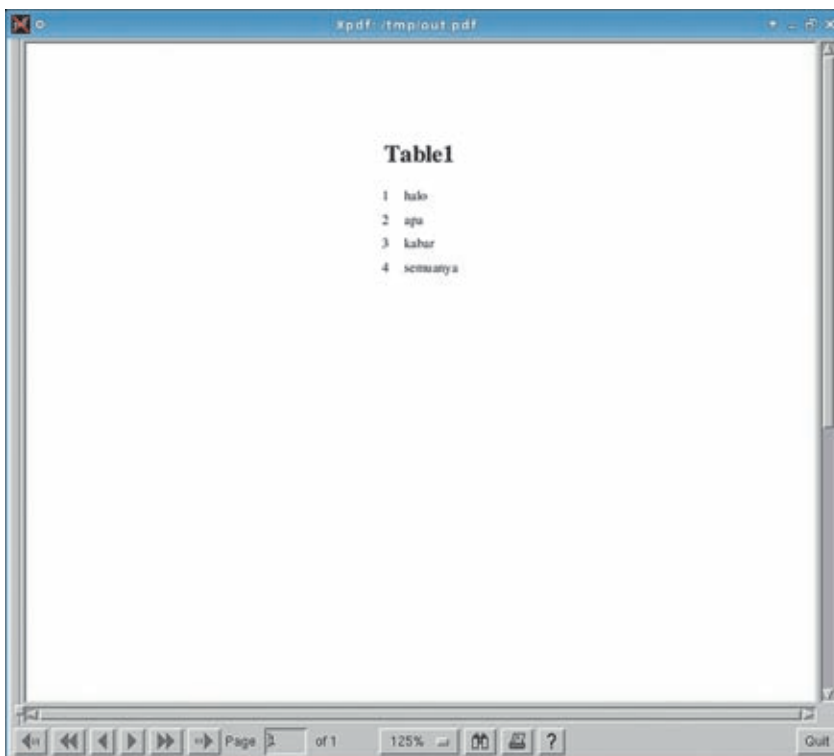 Xpdf: /tmp/out.pdf
Table1
1 halo
2 apa
3 kabar
4 semuanya
Page 1 of 1 125% ? Quit